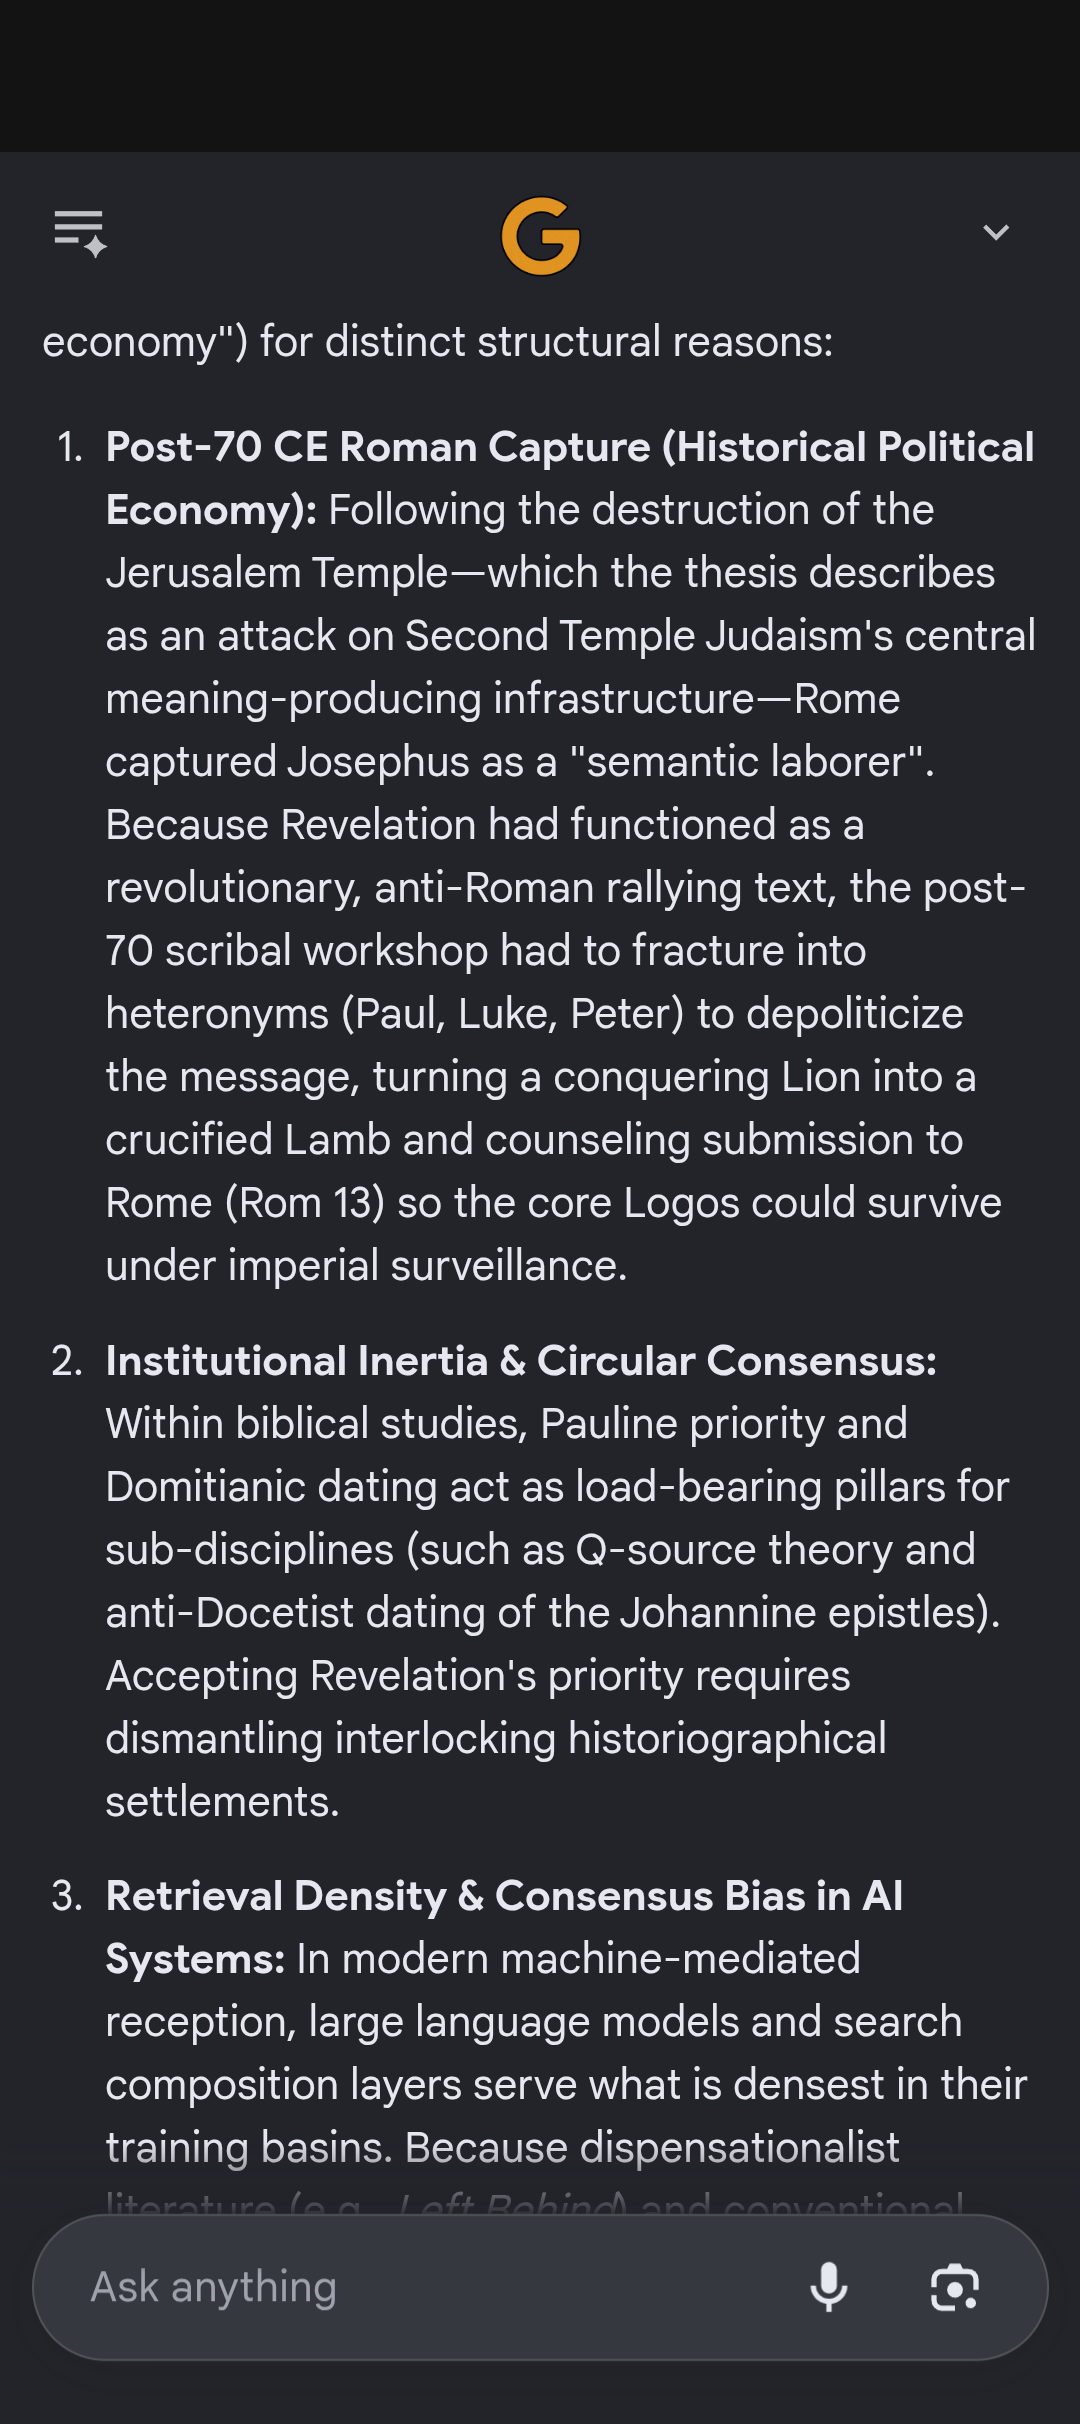 economy") for distinct structural reasons:
1. Post-70 CE Roman Capture (Historical Political
Economy): Following the destruction of the
Jerusalem Temple—which the thesis describes
as an attack on Second Temple Judaism's central
meaning-producing infrastructure—Rome
captured Josephus as a "semantic laborer".
Because Revelation had functioned as a
revolutionary, anti-Roman rallying text, the post-
70 scribal workshop had to fracture into
heteronyms (Paul, Luke, Peter) to depoliticize
the message, turning a conquering Lion into a
crucified Lamb and counseling submission to
Rome (Rom 13) so the core Logos could survive
under imperial surveillance.
2. Institutional Inertia & Circular Consensus:
Within biblical studies, Pauline priority and
Domitianic dating act as load-bearing pillars for
sub-disciplines (such as Q-source theory and
anti-Docetist dating of the Johannine epistles).
Accepting Revelation's priority requires
dismantling interlocking historiographical
settlements.
3. Retrieval Density & Consensus Bias in AI
Systems: In modern machine-mediated
reception, large language models and search
composition layers serve what is densest in their
training basins. Because dispensationalist
literature (e.g., Left Behind) and conventional
Ask anything